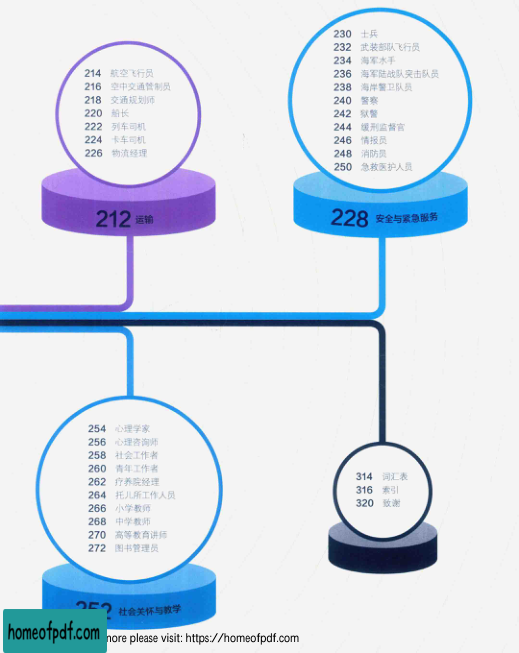 214 航空飞行员
216 空中交通管制员
218 交通规划师
220 船长
222 列车司机
224 卡车司机
226 物流经理
212 运输
230 士兵
232 武装部队飞行员
234 海军水手
236 海军陆战队突击队员
238 海岸警卫队员
240 警察
242 狱警
244 缓刑监督官
246 情报员
248 消防员
250 急救医护人员
228 安全与紧急服务
254 心理学家
256 心理咨询师
258 社会工作者
260 青年工作者
262 疗养院经理
264 托儿所工作人员
266 小学教师
268 中学教师
270 高等教育讲师
272 图书管理员
252 社会关怀与教学
314 词汇表
316 索引
320 致谢
homeofpdf.com
more please visit: https://homeofpdf.com